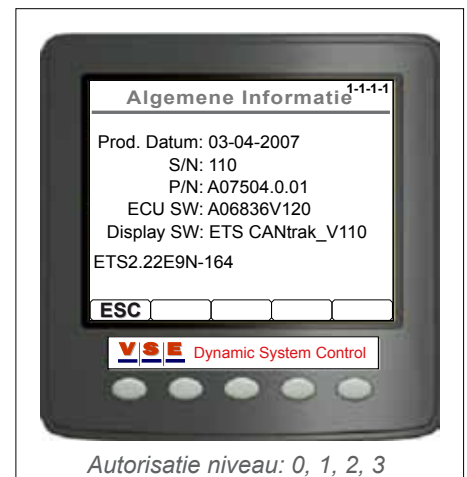 Algemene Informatie 1-1-1-1
Prod. Datum: 03-04-2007
S/N: 110
P/N: A07504.0.01
ECU SW: A06836V120
Display SW: ETS CANtrak_V110
ETS2.22E9N-164
ESC
VSE Dynamic System Control
Autorisatie niveau: 0, 1, 2, 3